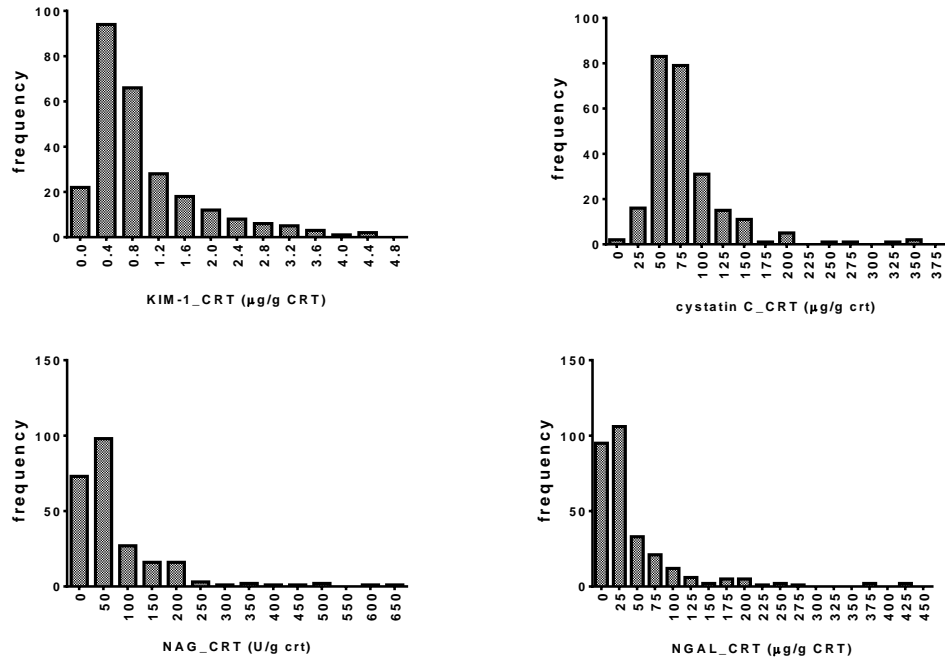 100
80
60
40
20
0
frequency
0.0 0.4 0.8 1.2 1.6 2.0 2.4 2.8 3.2 3.6 4.0 4.4 4.8
KIM-1_CRT (µg/g CRT)
100
80
60
40
20
0
frequency
0 25 50 75 100 125 150 175 200 225 250 275 300 325 350 375
cystatin C_CRT (µg/g crt)
150
100
50
0
frequency
0 50 100 150 200 250 300 350 400 450 500 550 600 650
NAG_CRT (U/g crt)
150
100
50
0
frequency
0 25 50 75 100 125 150 175 200 225 250 275 300 325 350 375 400 425 450
NGAL_CRT (µg/g CRT)